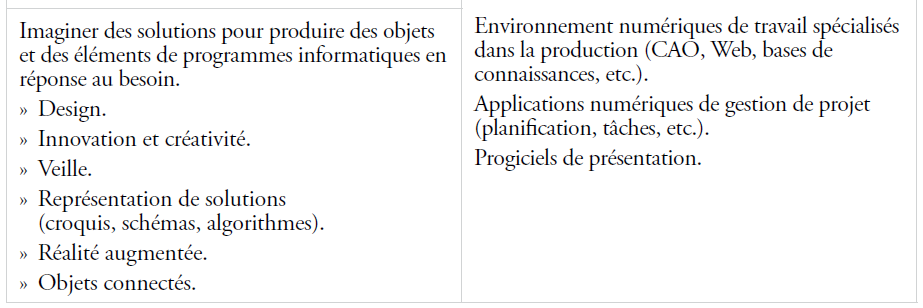 Imaginer des solutions pour produire des objets
et des éléments de programmes informatiques en
réponse au besoin.
» Design.
» Innovation et créativité.
» Veille.
» Représentation de solutions
(croquis, schémas, algorithmes).
» Réalité augmentée.
» Objets connectés.
Environnement numériques de travail spécialisés
dans la production (CAO, Web, bases de
connaissances, etc.).
Applications numériques de gestion de projet
(planification, tâches, etc.).
Progiciels de présentation.